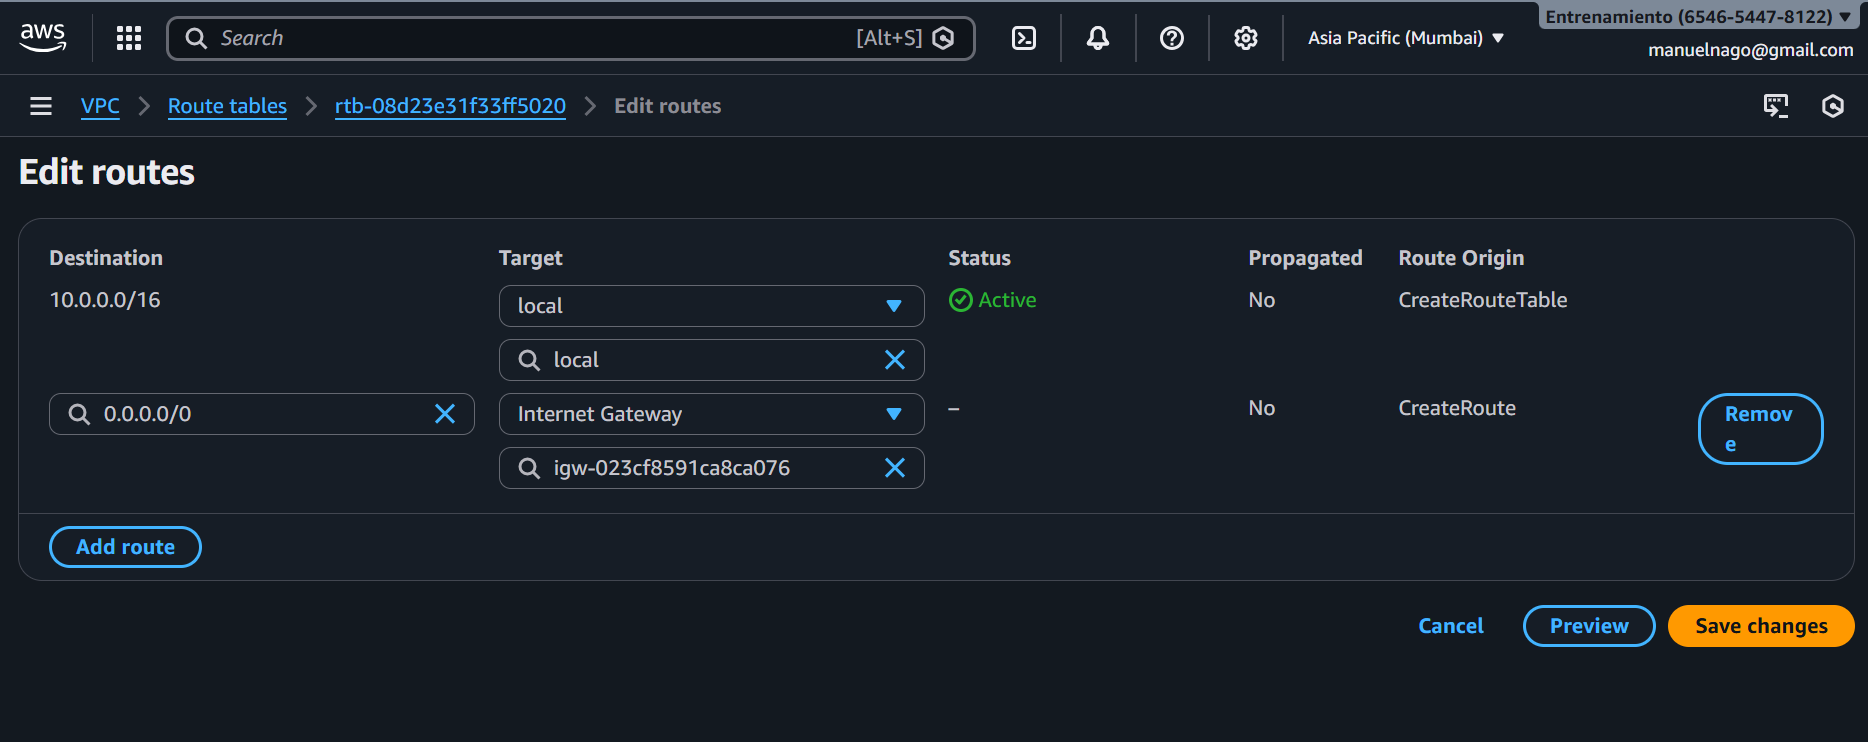 aws
Search
[Alt+S]
Asia Pacific (Mumbai)
Entrenamiento (6546-5447-8122)
manuelnago@gmail.com
VPC
Route tables
rtb-08d23e31f33ff5020
Edit routes
Edit routes
Destination
Target
Status
Propagated
Route Origin
10.0.0.0/16
local
Active
No
CreateRouteTable
local
0.0.0.0/0
Internet Gateway
–
No
CreateRoute
Remov
e
igw-023cf8591ca8ca076
Add route
Cancel
Preview
Save changes